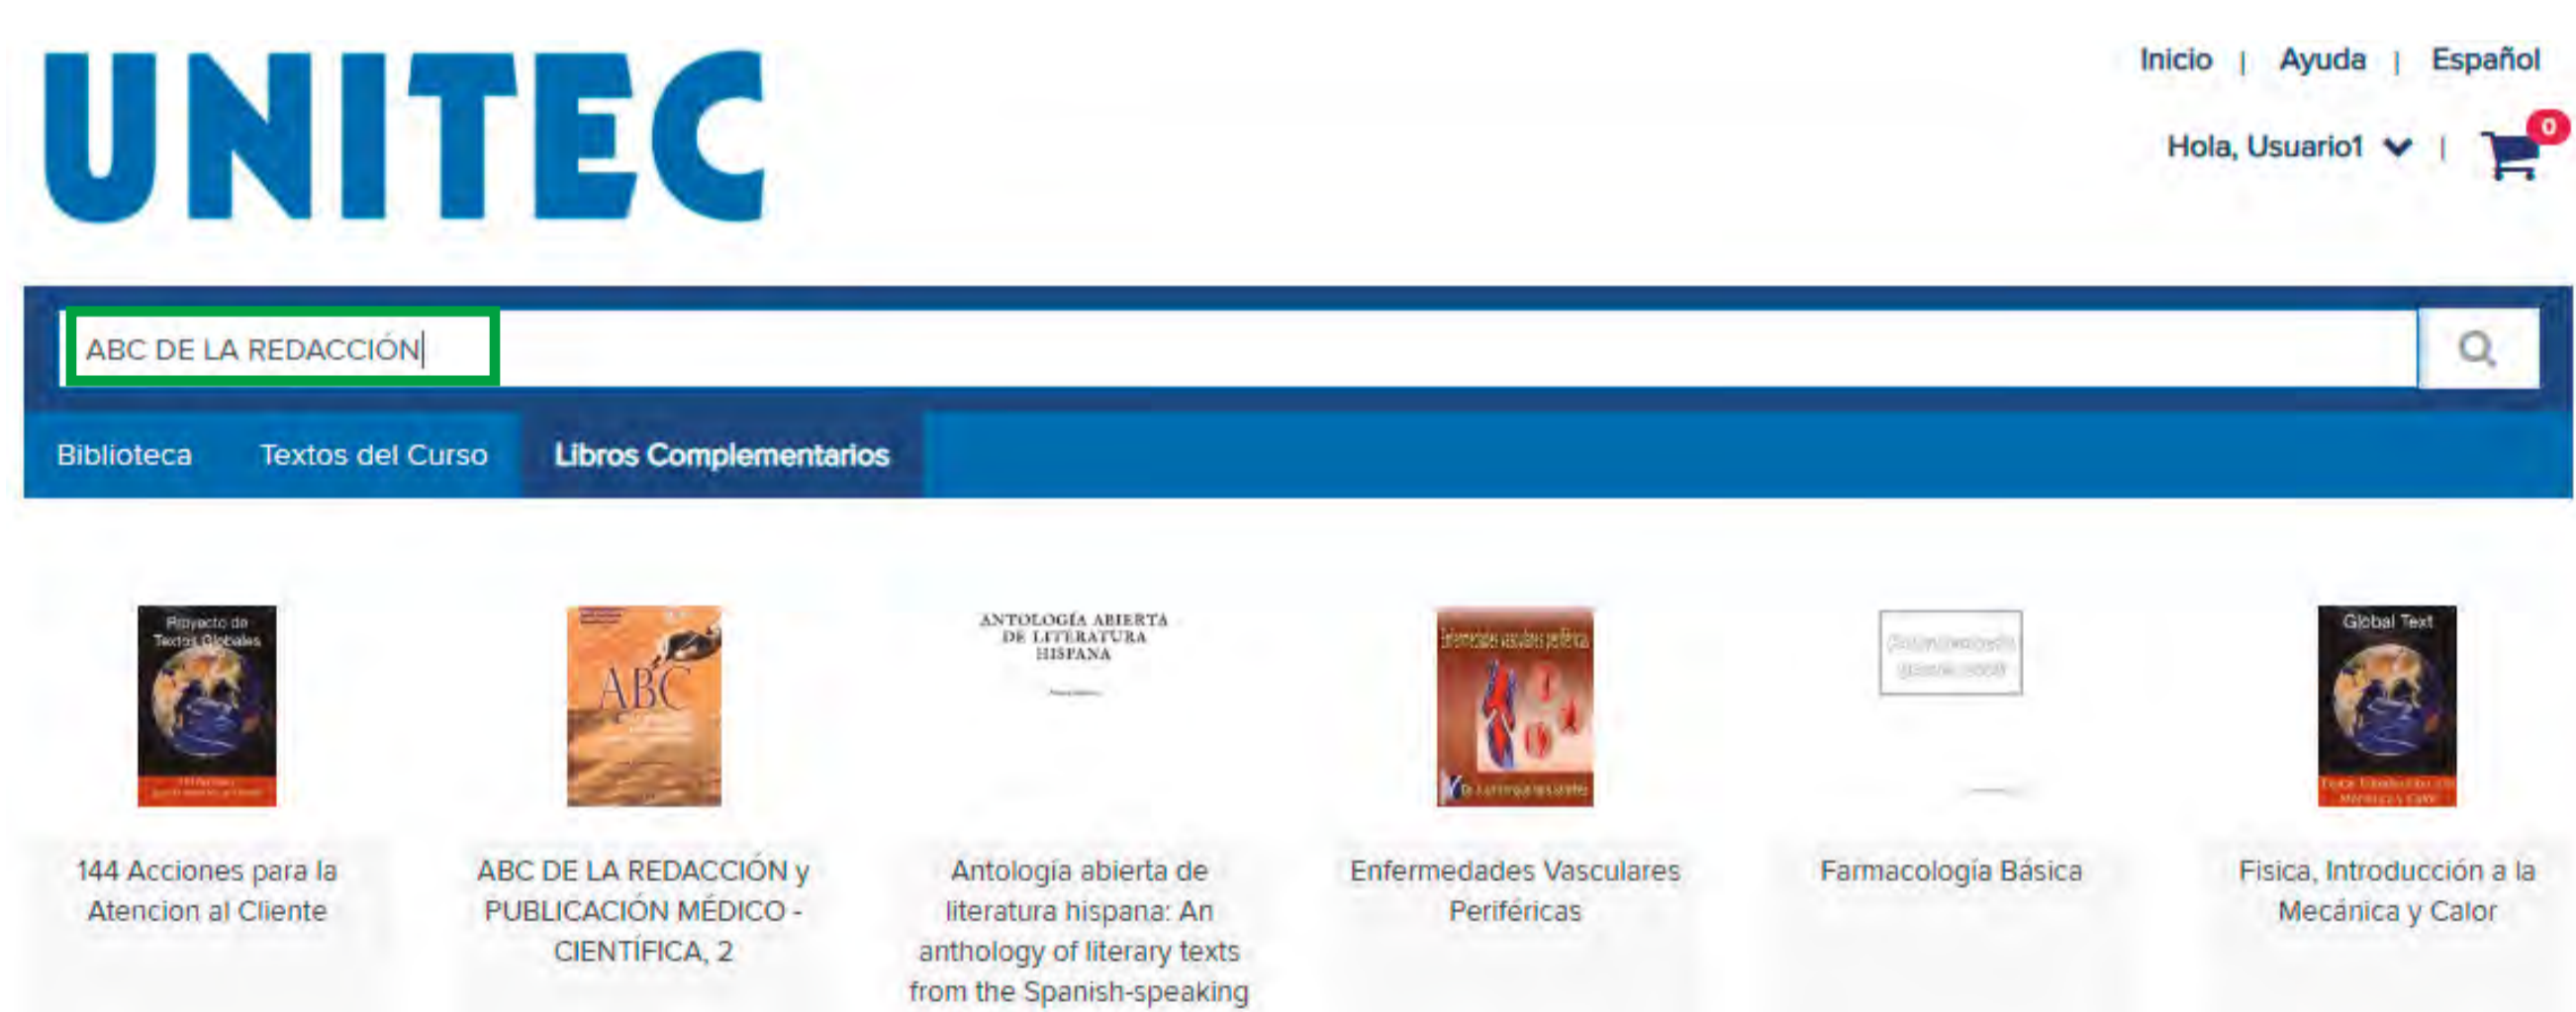 UNITEC
Inicio | Ayuda | Español
Hola, Usuario1 |
0
ABC DE LA REDACCIÓN
Biblioteca Textos del Curso Libros Complementarios
Proyecto de
Textos Globales
ABC
ANTOLOGÍA ABIERTA
DE LITERATURA
HISPANA
Enfermedades vasculares periféricas
Global Text
144 Acciones para la
Atencion al Cliente
ABC DE LA REDACCIÓN y
PUBLICACIÓN MÉDICO -
CIENTÍFICA, 2
Antología abierta de
literatura hispana: An
anthology of literary texts
from the Spanish-speaking
Enfermedades Vasculares
Periféricas
Farmacología Básica
Fisica, Introducción a la
Mecánica y Calor